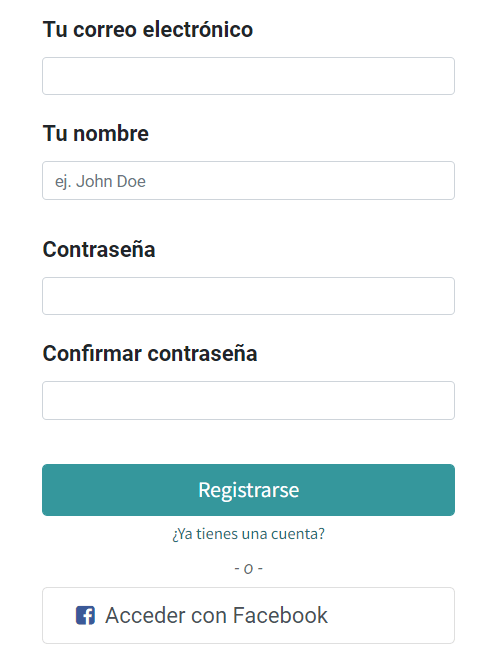 Tu correo electrónico
Tu nombre
ej. John Doe
Contraseña
Confirmar contraseña
Registrarse
¿Ya tienes una cuenta?
- o -
Acceder con Facebook